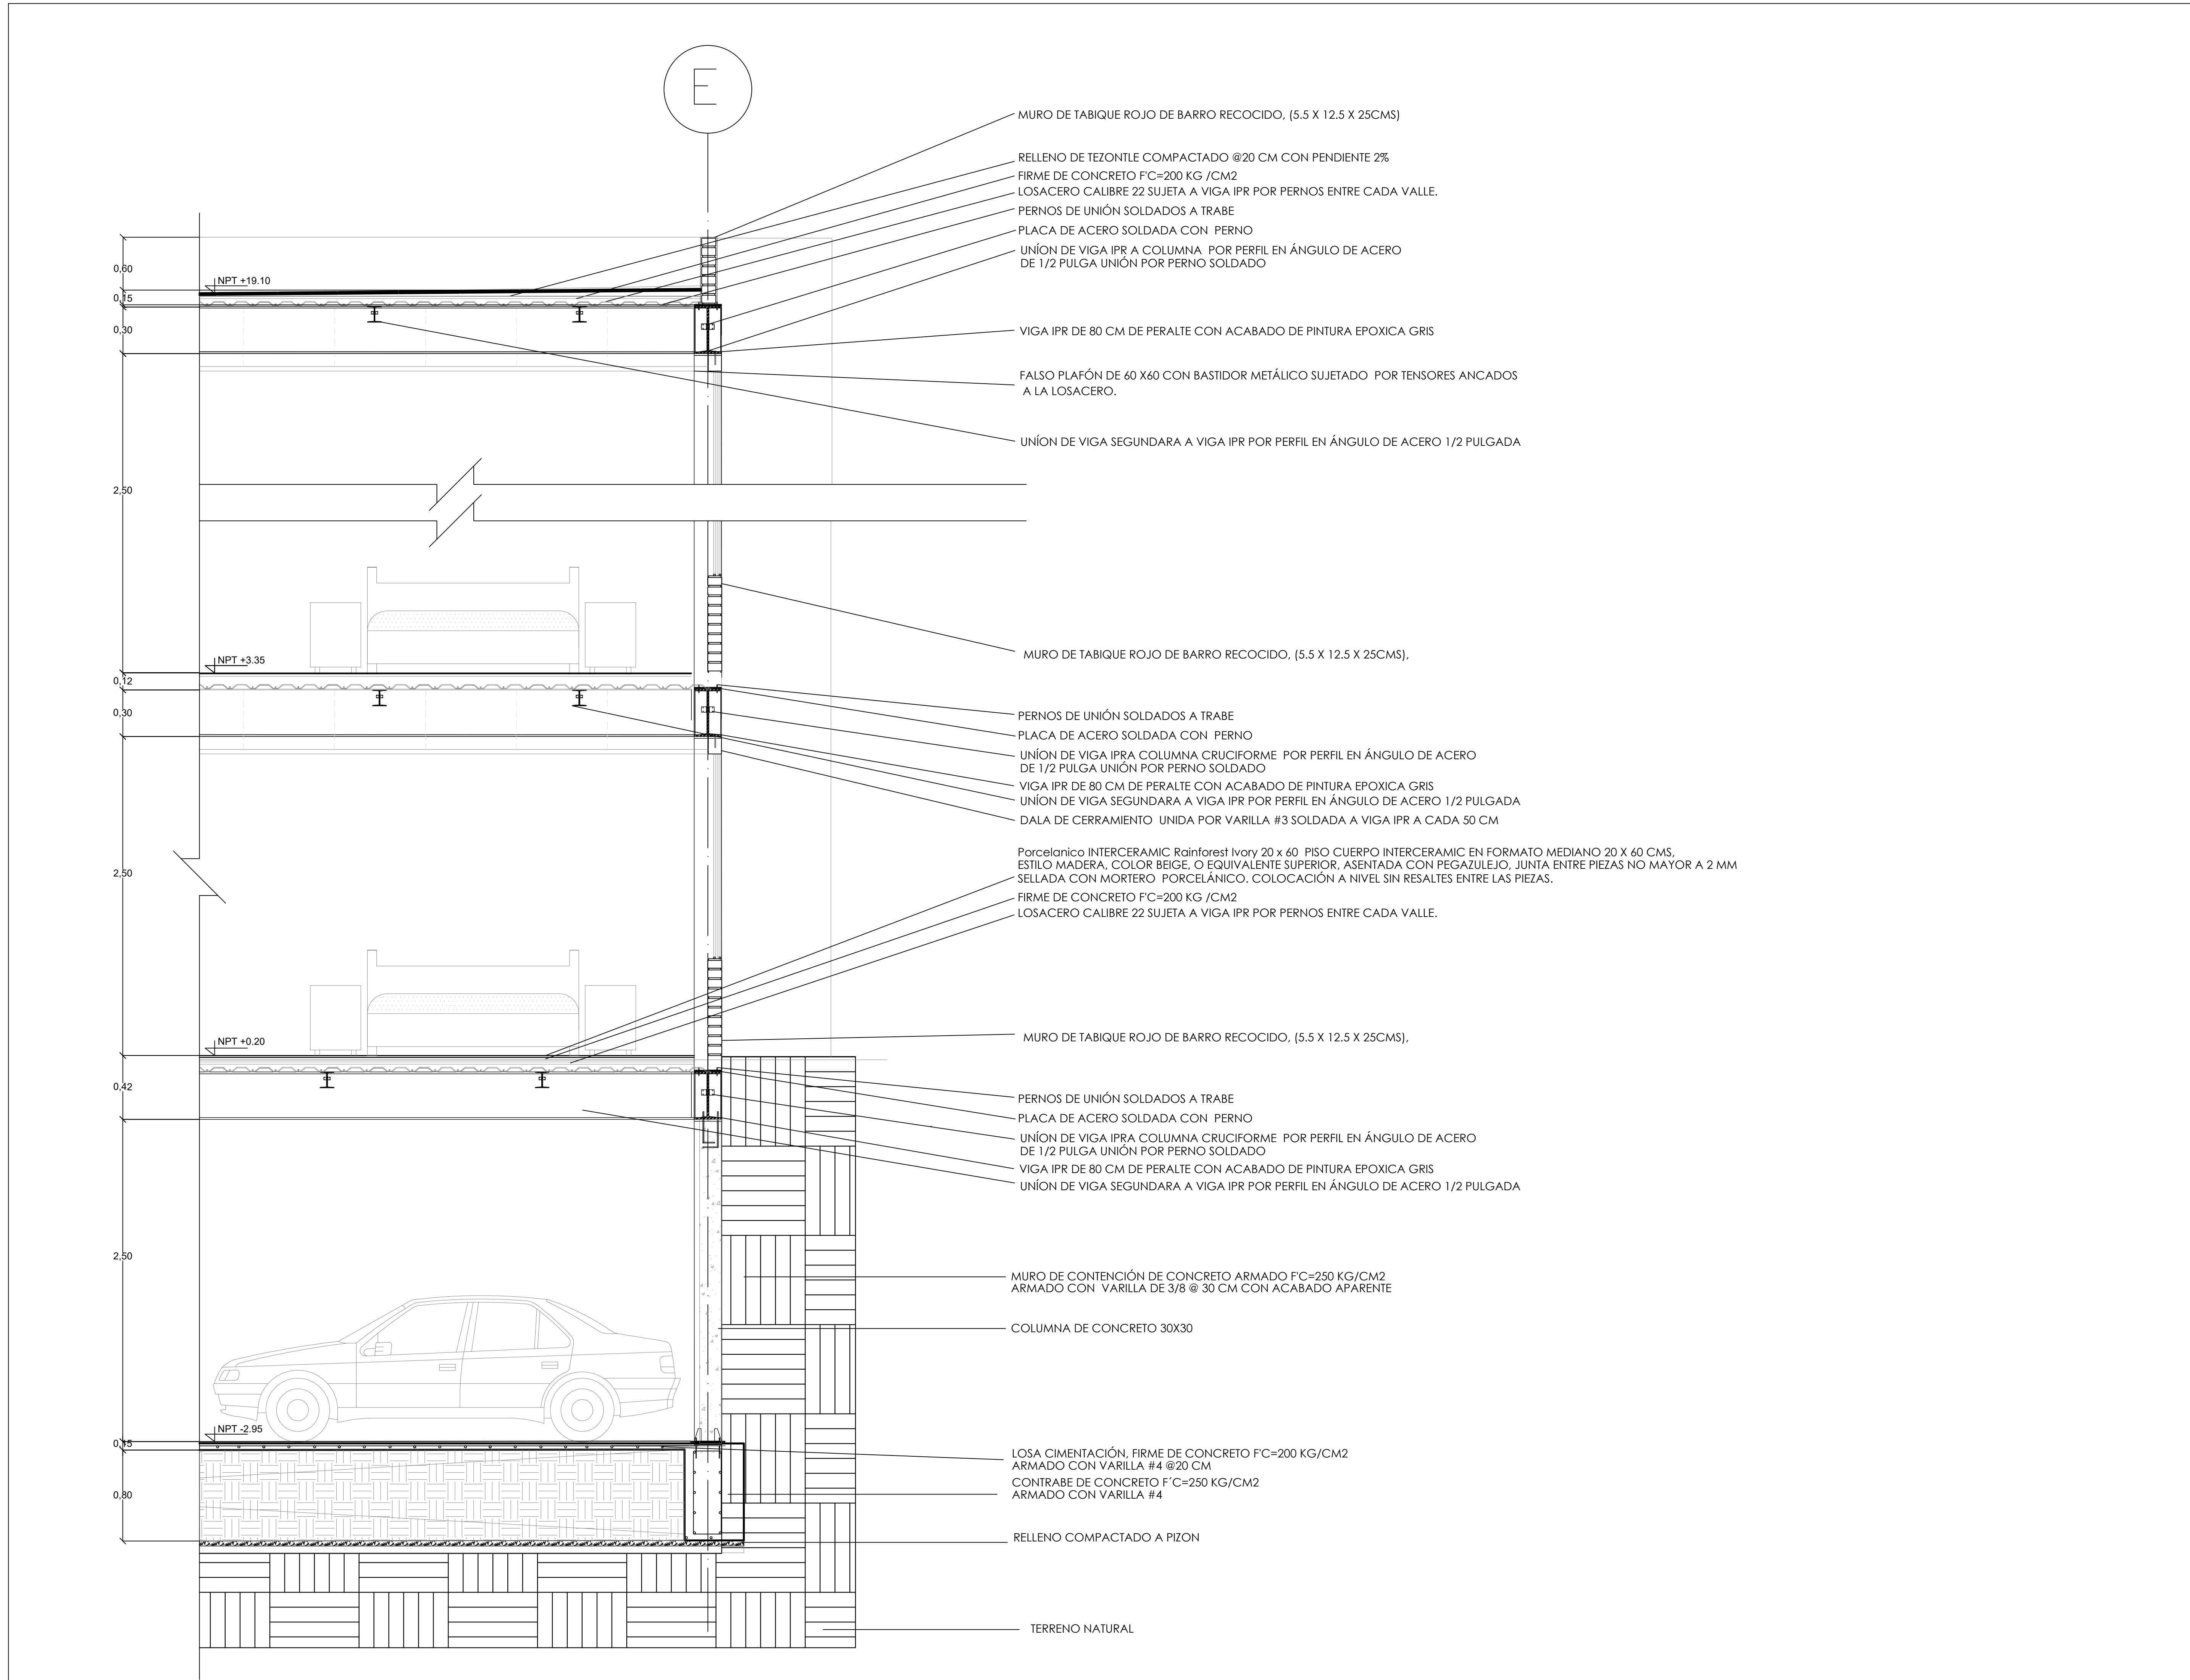 E
MURO DE TABIQUE ROJO DE BARRO RECOCIDO, (5.5 X 12.5 X 25CMS)
RELLENO DE TEZONTLE COMPACTADO @20 CM CON PENDIENTE 2%
FIRME DE CONCRETO F'C=200 KG /CM2
LOSACERO CALIBRE 22 SUJETA A VIGA IPR POR PERNOS ENTRE CADA VALLE.
PERNOS DE UNIÓN SOLDADOS A TRABE
PLACA DE ACERO SOLDADA CON PERNO
UNÍON DE VIGA IPR A COLUMNA POR PERFIL EN ÁNGULO DE ACERO
DE 1/2 PULGA UNIÓN POR PERNO SOLDADO
0,60
NPT +19.10
0,15
0,30
VIGA IPR DE 80 CM DE PERALTE CON ACABADO DE PINTURA EPOXICA GRIS
FALSO PLAFÓN DE 60 X60 CON BASTIDOR METÁLICO SUJETADO POR TENSORES ANCADOS
A LA LOSACERO.
UNÍON DE VIGA SEGUNDARA A VIGA IPR POR PERFIL EN ÁNGULO DE ACERO 1/2 PULGADA
2,50
MURO DE TABIQUE ROJO DE BARRO RECOCIDO, (5.5 X 12.5 X 25CMS),
NPT +3.35
0,12
0,30
PERNOS DE UNIÓN SOLDADOS A TRABE
PLACA DE ACERO SOLDADA CON PERNO
UNÍON DE VIGA IPRA COLUMNA CRUCIFORME POR PERFIL EN ÁNGULO DE ACERO
DE 1/2 PULGA UNIÓN POR PERNO SOLDADO
VIGA IPR DE 80 CM DE PERALTE CON ACABADO DE PINTURA EPOXICA GRIS
UNÍON DE VIGA SEGUNDARA A VIGA IPR POR PERFIL EN ÁNGULO DE ACERO 1/2 PULGADA
DALA DE CERRAMIENTO UNIDA POR VARILLA #3 SOLDADA A VIGA IPR A CADA 50 CM
Porcelanico INTERCERAMIC Rainforest Ivory 20 x 60 PISO CUERPO INTERCERAMIC EN FORMATO MEDIANO 20 X 60 CMS,
ESTILO MADERA, COLOR BEIGE, O EQUIVALENTE SUPERIOR, ASENTADA CON PEGAZULEJO, JUNTA ENTRE PIEZAS NO MAYOR A 2 MM
SELLADA CON MORTERO PORCELÁNICO. COLOCACIÓN A NIVEL SIN RESALTES ENTRE LAS PIEZAS.
2,50
FIRME DE CONCRETO F'C=200 KG /CM2
LOSACERO CALIBRE 22 SUJETA A VIGA IPR POR PERNOS ENTRE CADA VALLE.
MURO DE TABIQUE ROJO DE BARRO RECOCIDO, (5.5 X 12.5 X 25CMS),
NPT +0.20
0,42
PERNOS DE UNIÓN SOLDADOS A TRABE
PLACA DE ACERO SOLDADA CON PERNO
UNÍON DE VIGA IPRA COLUMNA CRUCIFORME POR PERFIL EN ÁNGULO DE ACERO
DE 1/2 PULGA UNIÓN POR PERNO SOLDADO
VIGA IPR DE 80 CM DE PERALTE CON ACABADO DE PINTURA EPOXICA GRIS
UNÍON DE VIGA SEGUNDARA A VIGA IPR POR PERFIL EN ÁNGULO DE ACERO 1/2 PULGADA
2,50
MURO DE CONTENCIÓN DE CONCRETO ARMADO F'C=250 KG/CM2
ARMADO CON VARILLA DE 3/8 @ 30 CM CON ACABADO APARENTE
COLUMNA DE CONCRETO 30X30
NPT -2.95
0,15
LOSA CIMENTACIÓN, FIRME DE CONCRETO F'C=200 KG/CM2
ARMADO CON VARILLA #4 @20 CM
CONTRABE DE CONCRETO F´C=250 KG/CM2
ARMADO CON VARILLA #4
0,80
RELLENO COMPACTADO A PIZON
TERRENO NATURAL